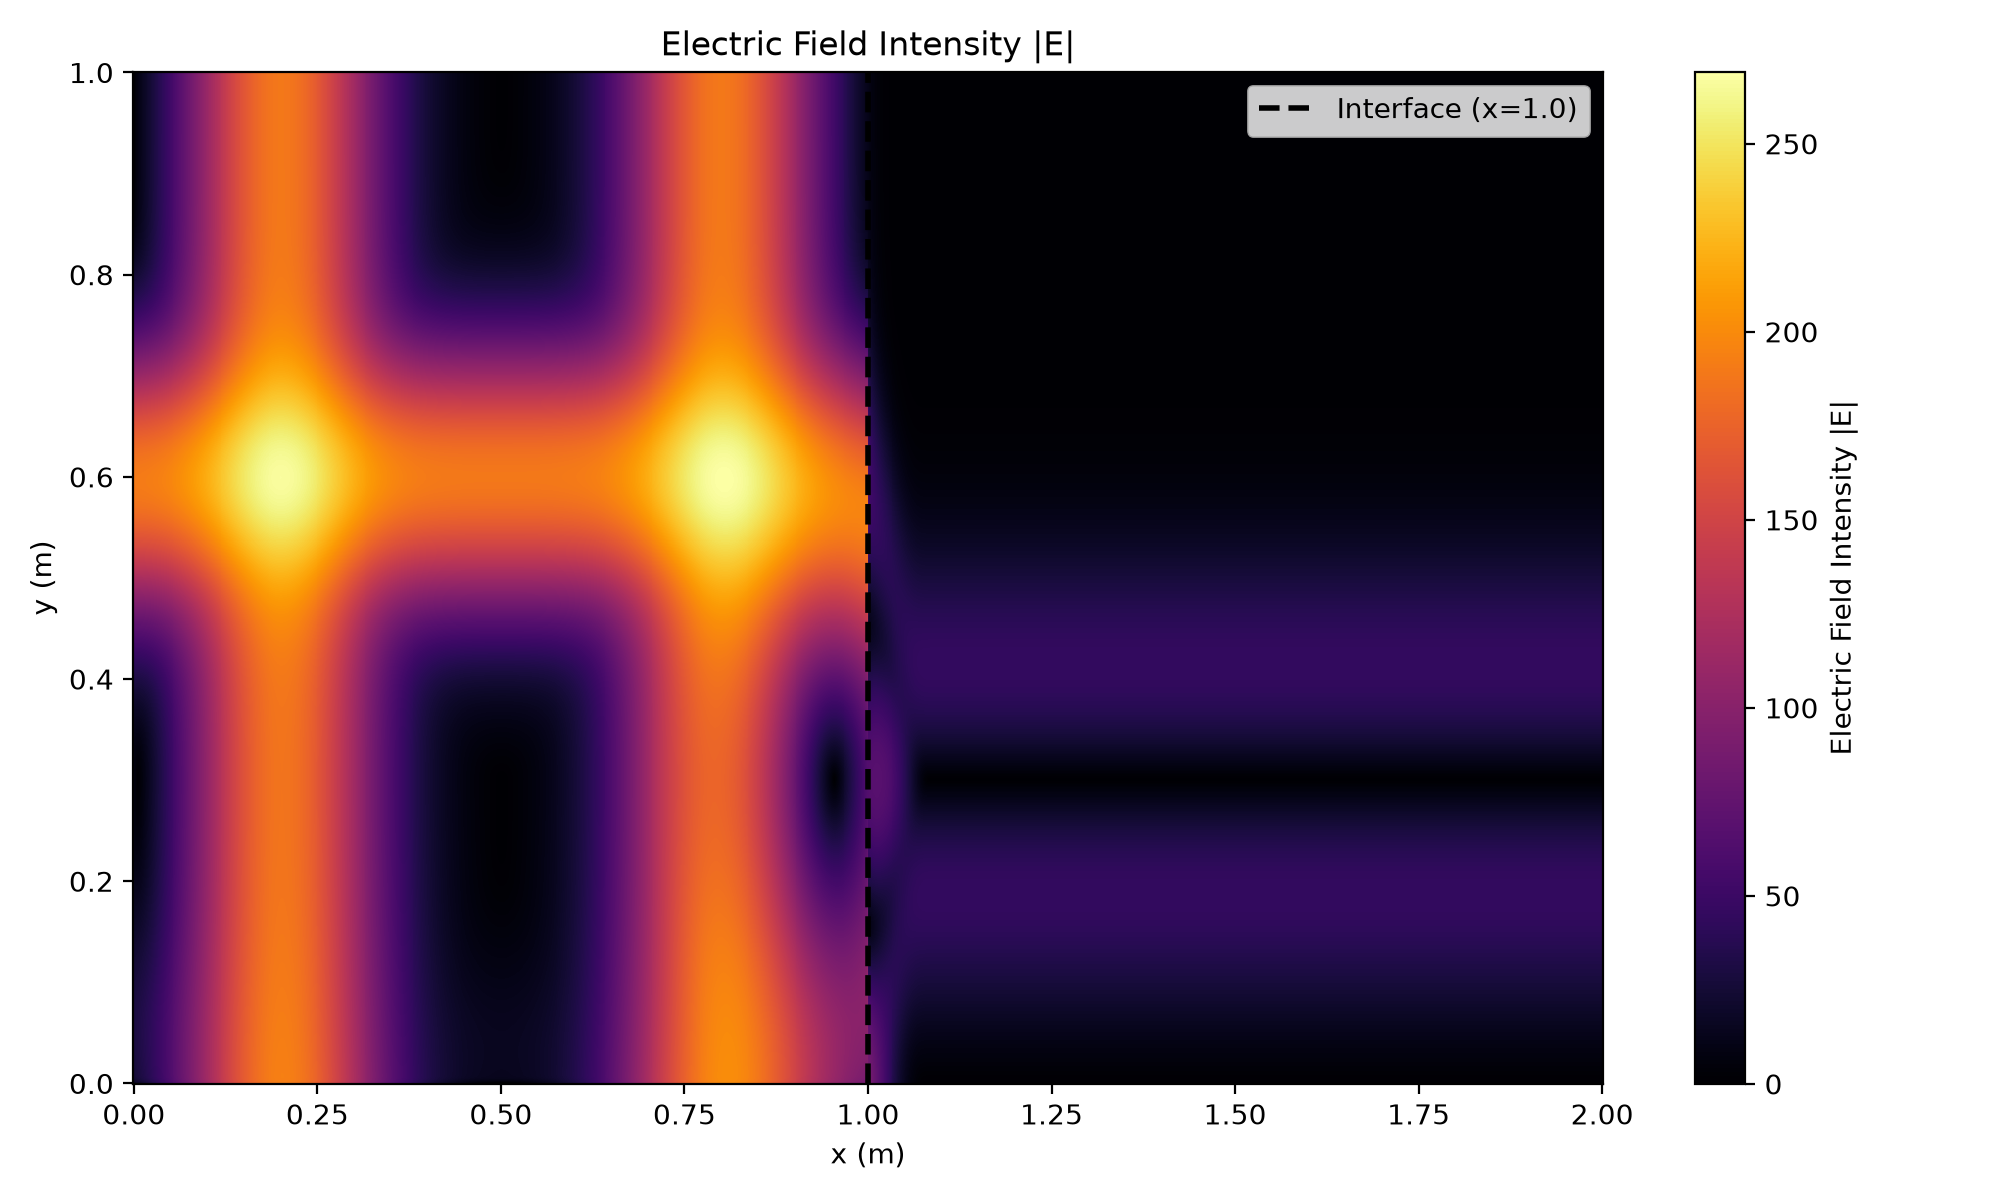 Electric Field Intensity |E|
Interface (x=1.0)
1.0
0.8
0.6
0.4
0.2
0.0
y (m)
0.00 0.25 0.50 0.75 1.00 1.25 1.50 1.75 2.00
x (m)
250
200
150
100
50
0
Electric Field Intensity |E|